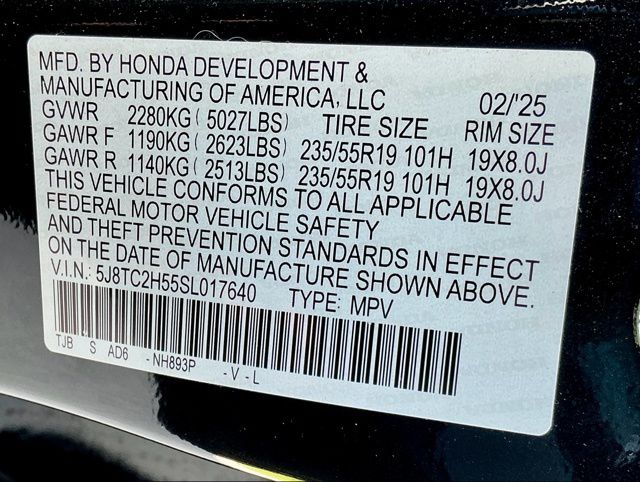 MFD. BY HONDA DEVELOPMENT &
MANUFACTURING OF AMERICA, LLC 02/'25
GVWR 2280KG ( 5027LBS) TIRE SIZE RIM SIZE
GAWR F 1190KG ( 2623LBS) 235/55R19 101H 19X8.0J
GAWR R 1140KG ( 2513LBS) 235/55R19 101H 19X8.0J
THIS VEHICLE CONFORMS TO ALL APPLICABLE
FEDERAL MOTOR VEHICLE SAFETY
AND THEFT PREVENTION STANDARDS IN EFFECT
ON THE DATE OF MANUFACTURE SHOWN ABOVE.
V.I.N.: 5J8TC2H55SL017640 TYPE: MPV
TJB S AD6 -NH893P -V-L